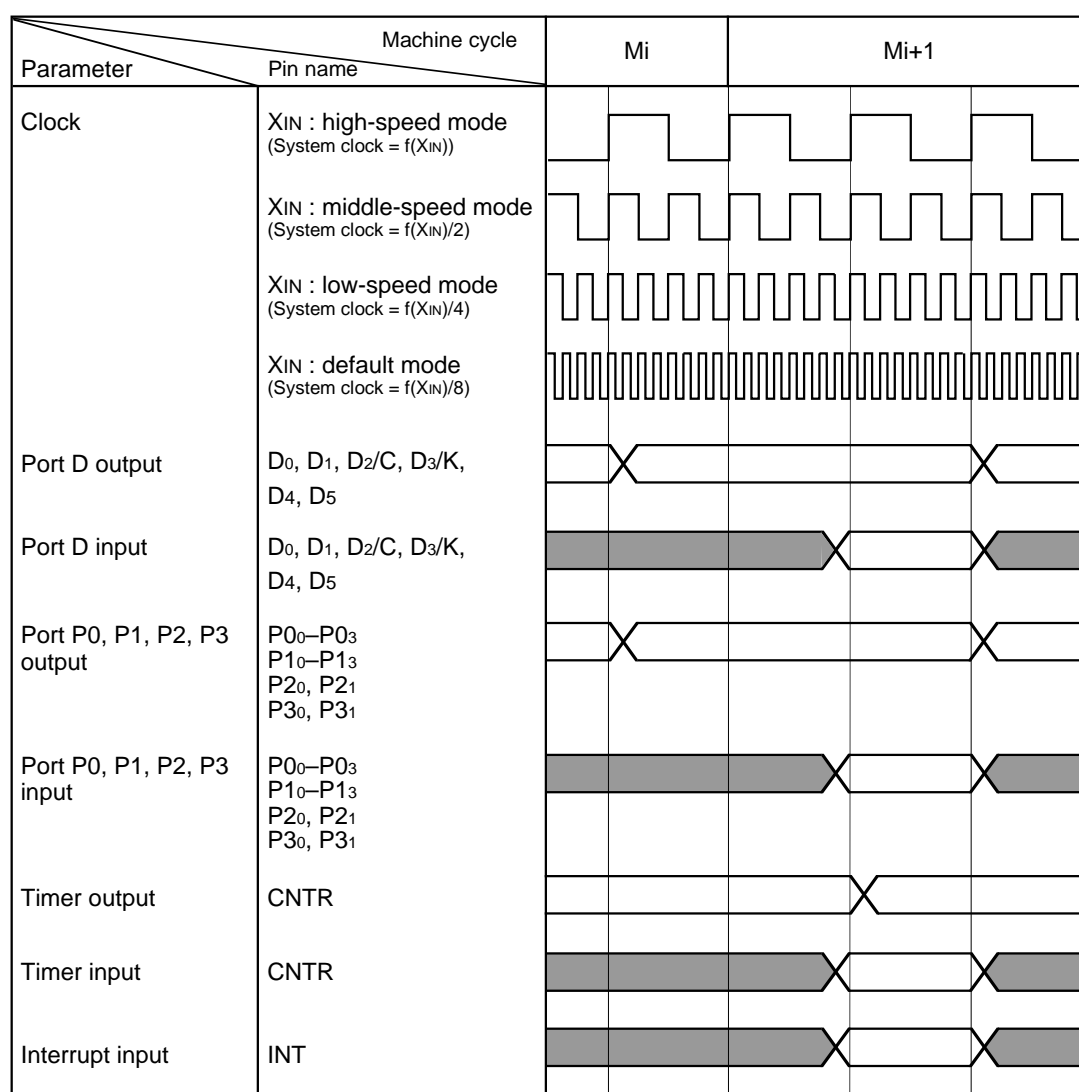 Machine cycle
Parameter
Pin name
Mi
Mi+1
Clock
XIN : high-speed mode
(System clock = f(XIN))
XIN : middle-speed mode
(System clock = f(XIN)/2)
XIN : low-speed mode
(System clock = f(XIN)/4)
XIN : default mode
(System clock = f(XIN)/8)
Port D output
D0, D1, D2/C, D3/K,
D4, D5
Port D input
D0, D1, D2/C, D3/K,
D4, D5
Port P0, P1, P2, P3
output
P00–P03
P10–P13
P20, P21
P30, P31
Port P0, P1, P2, P3
input
P00–P03
P10–P13
P20, P21
P30, P31
Timer output
CNTR
Timer input
CNTR
Interrupt input
INT